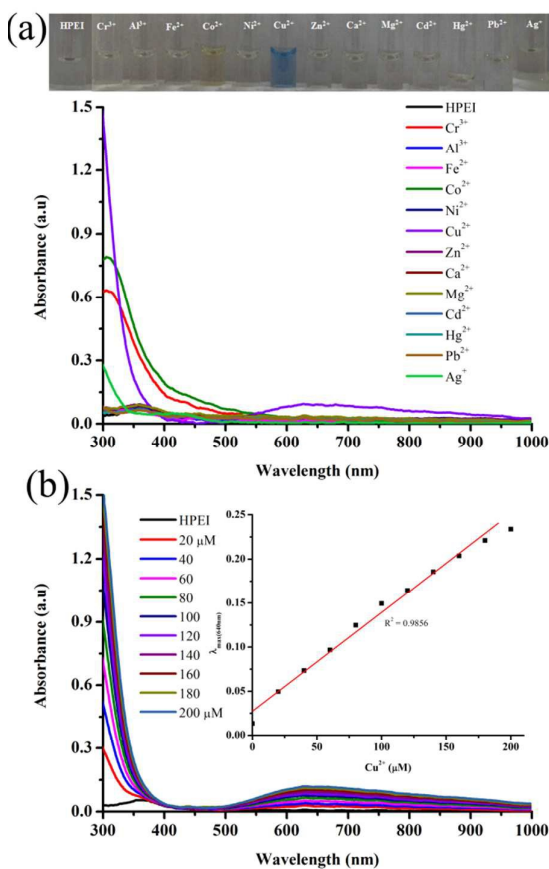 (a)
HPEI Cr³⁺ Al³⁺ Fe²⁺ Co²⁺ Ni²⁺ Cu²⁺ Zn²⁺ Ca²⁺ Mg²⁺ Cd²⁺ Hg²⁺ Pb²⁺ Ag⁺
1.5
1.2
0.9
0.6
0.3
0.0
Absorbance (a.u)
HPEI
Cr³⁺
Al³⁺
Fe²⁺
Co²⁺
Ni²⁺
Cu²⁺
Zn²⁺
Ca²⁺
Mg²⁺
Cd²⁺
Hg²⁺
Pb²⁺
Ag⁺
300 400 500 600 700 800 900 1000
Wavelength (nm)
(b)
1.5
1.2
0.9
0.6
0.3
0.0
Absorbance (a.u)
HPEI
20 µM
40
60
80
100
120
140
160
180
200 µM
0.25
0.20
0.15
0.10
0.05
0.00
λmax(640nm)
R² = 0.9856
0 50 100 150 200
Cu²⁺ (µM)
300 400 500 600 700 800 900 1000
Wavelength (nm)